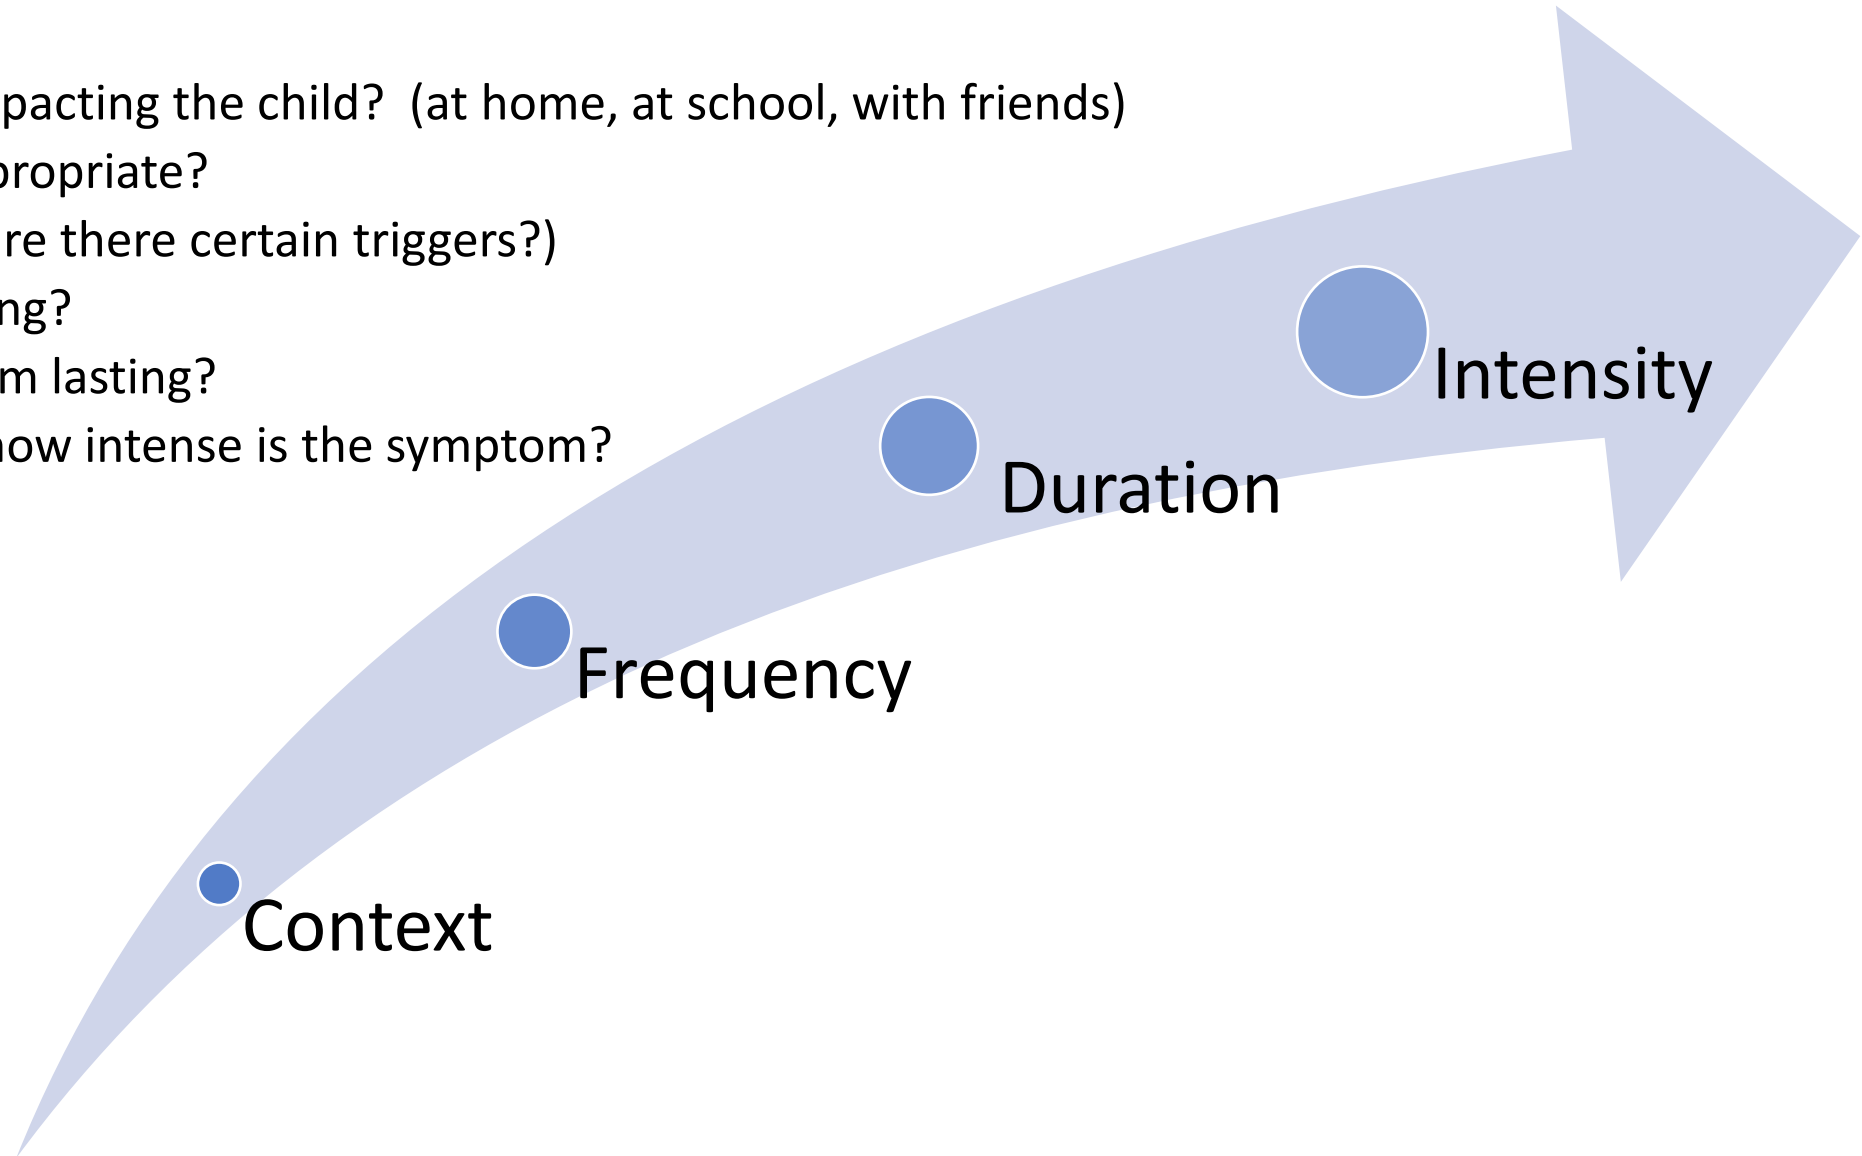 pacting the child? (at home, at school, with friends)
propriate?
re there certain triggers?)
ng?
m lasting?
how intense is the symptom?
Intensity
Duration
Frequency
Context